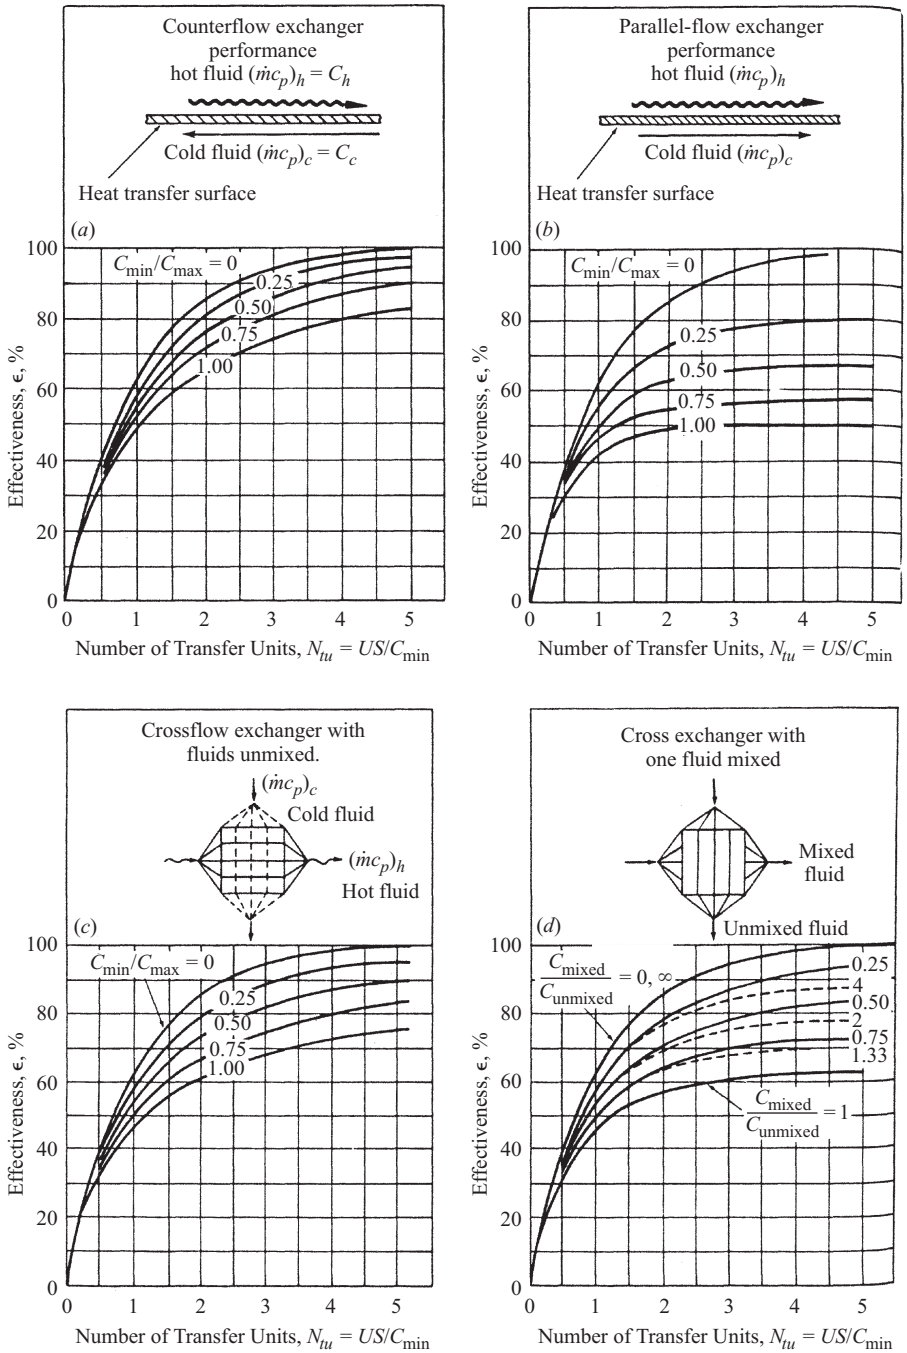 Counterflow exchanger
performance
hot fluid (ṁc_p)_h = C_h
Cold fluid (ṁc_p)_c = C_c
Heat transfer surface
(a)
C_min/C_max = 0
0.25
0.50
0.75
1.00
100
80
60
40
20
0
Effectiveness, ϵ, %
0 1 2 3 4 5
Number of Transfer Units, N_tu = US/C_min
Parallel-flow exchanger
performance
hot fluid (ṁc_p)_h
Cold fluid (ṁc_p)_c
Heat transfer surface
(b)
C_min/C_max = 0
0.25
0.50
0.75
1.00
100
80
60
40
20
0
Effectiveness, ϵ, %
0 1 2 3 4 5
Number of Transfer Units, N_tu = US/C_min
Crossflow exchanger with
fluids unmixed.
(ṁc_p)_c
Cold fluid
(ṁc_p)_h
Hot fluid
(c)
C_min/C_max = 0
0.25
0.50
0.75
1.00
100
80
60
40
20
0
Effectiveness, ϵ, %
0 1 2 3 4 5
Number of Transfer Units, N_tu = US/C_min
Cross exchanger with
one fluid mixed
Mixed
fluid
Unmixed fluid
(d)
C_mixed/C_unmixed = 0, ∞
0.25
4
0.50
2
0.75
1.33
C_mixed/C_unmixed = 1
100
80
60
40
20
0
Effectiveness, ϵ, %
0 1 2 3 4 5
Number of Transfer Units, N_tu = US/C_min